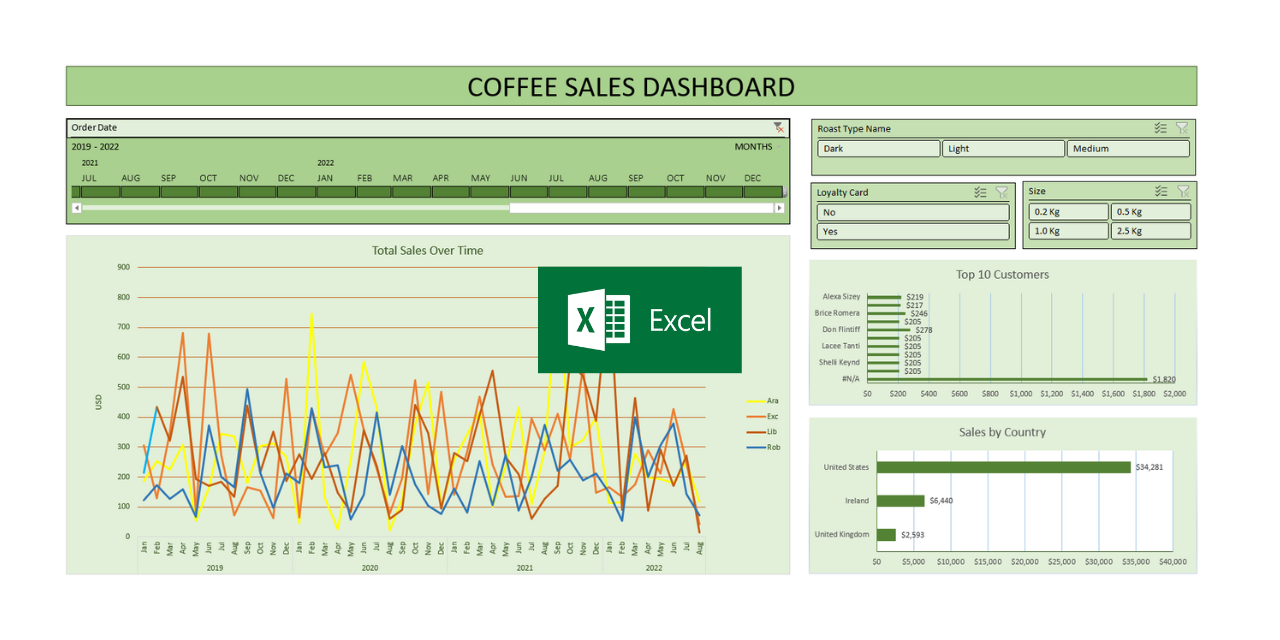 COFFEE SALES DASHBOARD
Order Date
2019 - 2022 MONTHS
2021 2022
JUL AUG SEP OCT NOV DEC JAN FEB MAR APR MAY JUN JUL AUG SEP OCT NOV DEC
Roast Type Name
Dark Light Medium
Loyalty Card
No
Yes
Size
0.2 Kg 0.5 Kg
1.0 Kg 2.5 Kg
Total Sales Over Time
900
800
700
600
500
400
300
200
100
0
USD
Excel
Ara
Exc
Lib
Rob
Jan Feb Mar Apr May Jun Jul Aug Sep Oct Nov Dec Jan Feb Mar Apr May Jun Jul Aug Sep Oct Nov Dec Jan Feb Mar Apr May Jun Jul Aug Sep Oct Nov Dec Jan Feb Mar Apr May Jun Jul Aug
2019 2020 2021 2022
Top 10 Customers
Alexa Sizey $219
$217
Brice Romera $246
$205
Don Flintiff $278
$205
Lacee Tanti $205
$205
Shelli Keynd $205
$205
#N/A $1,820
$0 $200 $400 $600 $800 $1,000 $1,200 $1,400 $1,600 $1,800 $2,000
Sales by Country
United States $34,281
Ireland $6,440
United Kingdom $2,593
$0 $5,000 $10,000 $15,000 $20,000 $25,000 $30,000 $35,000 $40,000